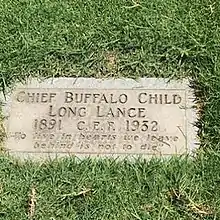 CHIEF BUFFALO CHILD
LONG LANCE
1891 C.E.F. 1932
To live in hearts we leave
behind is not to die